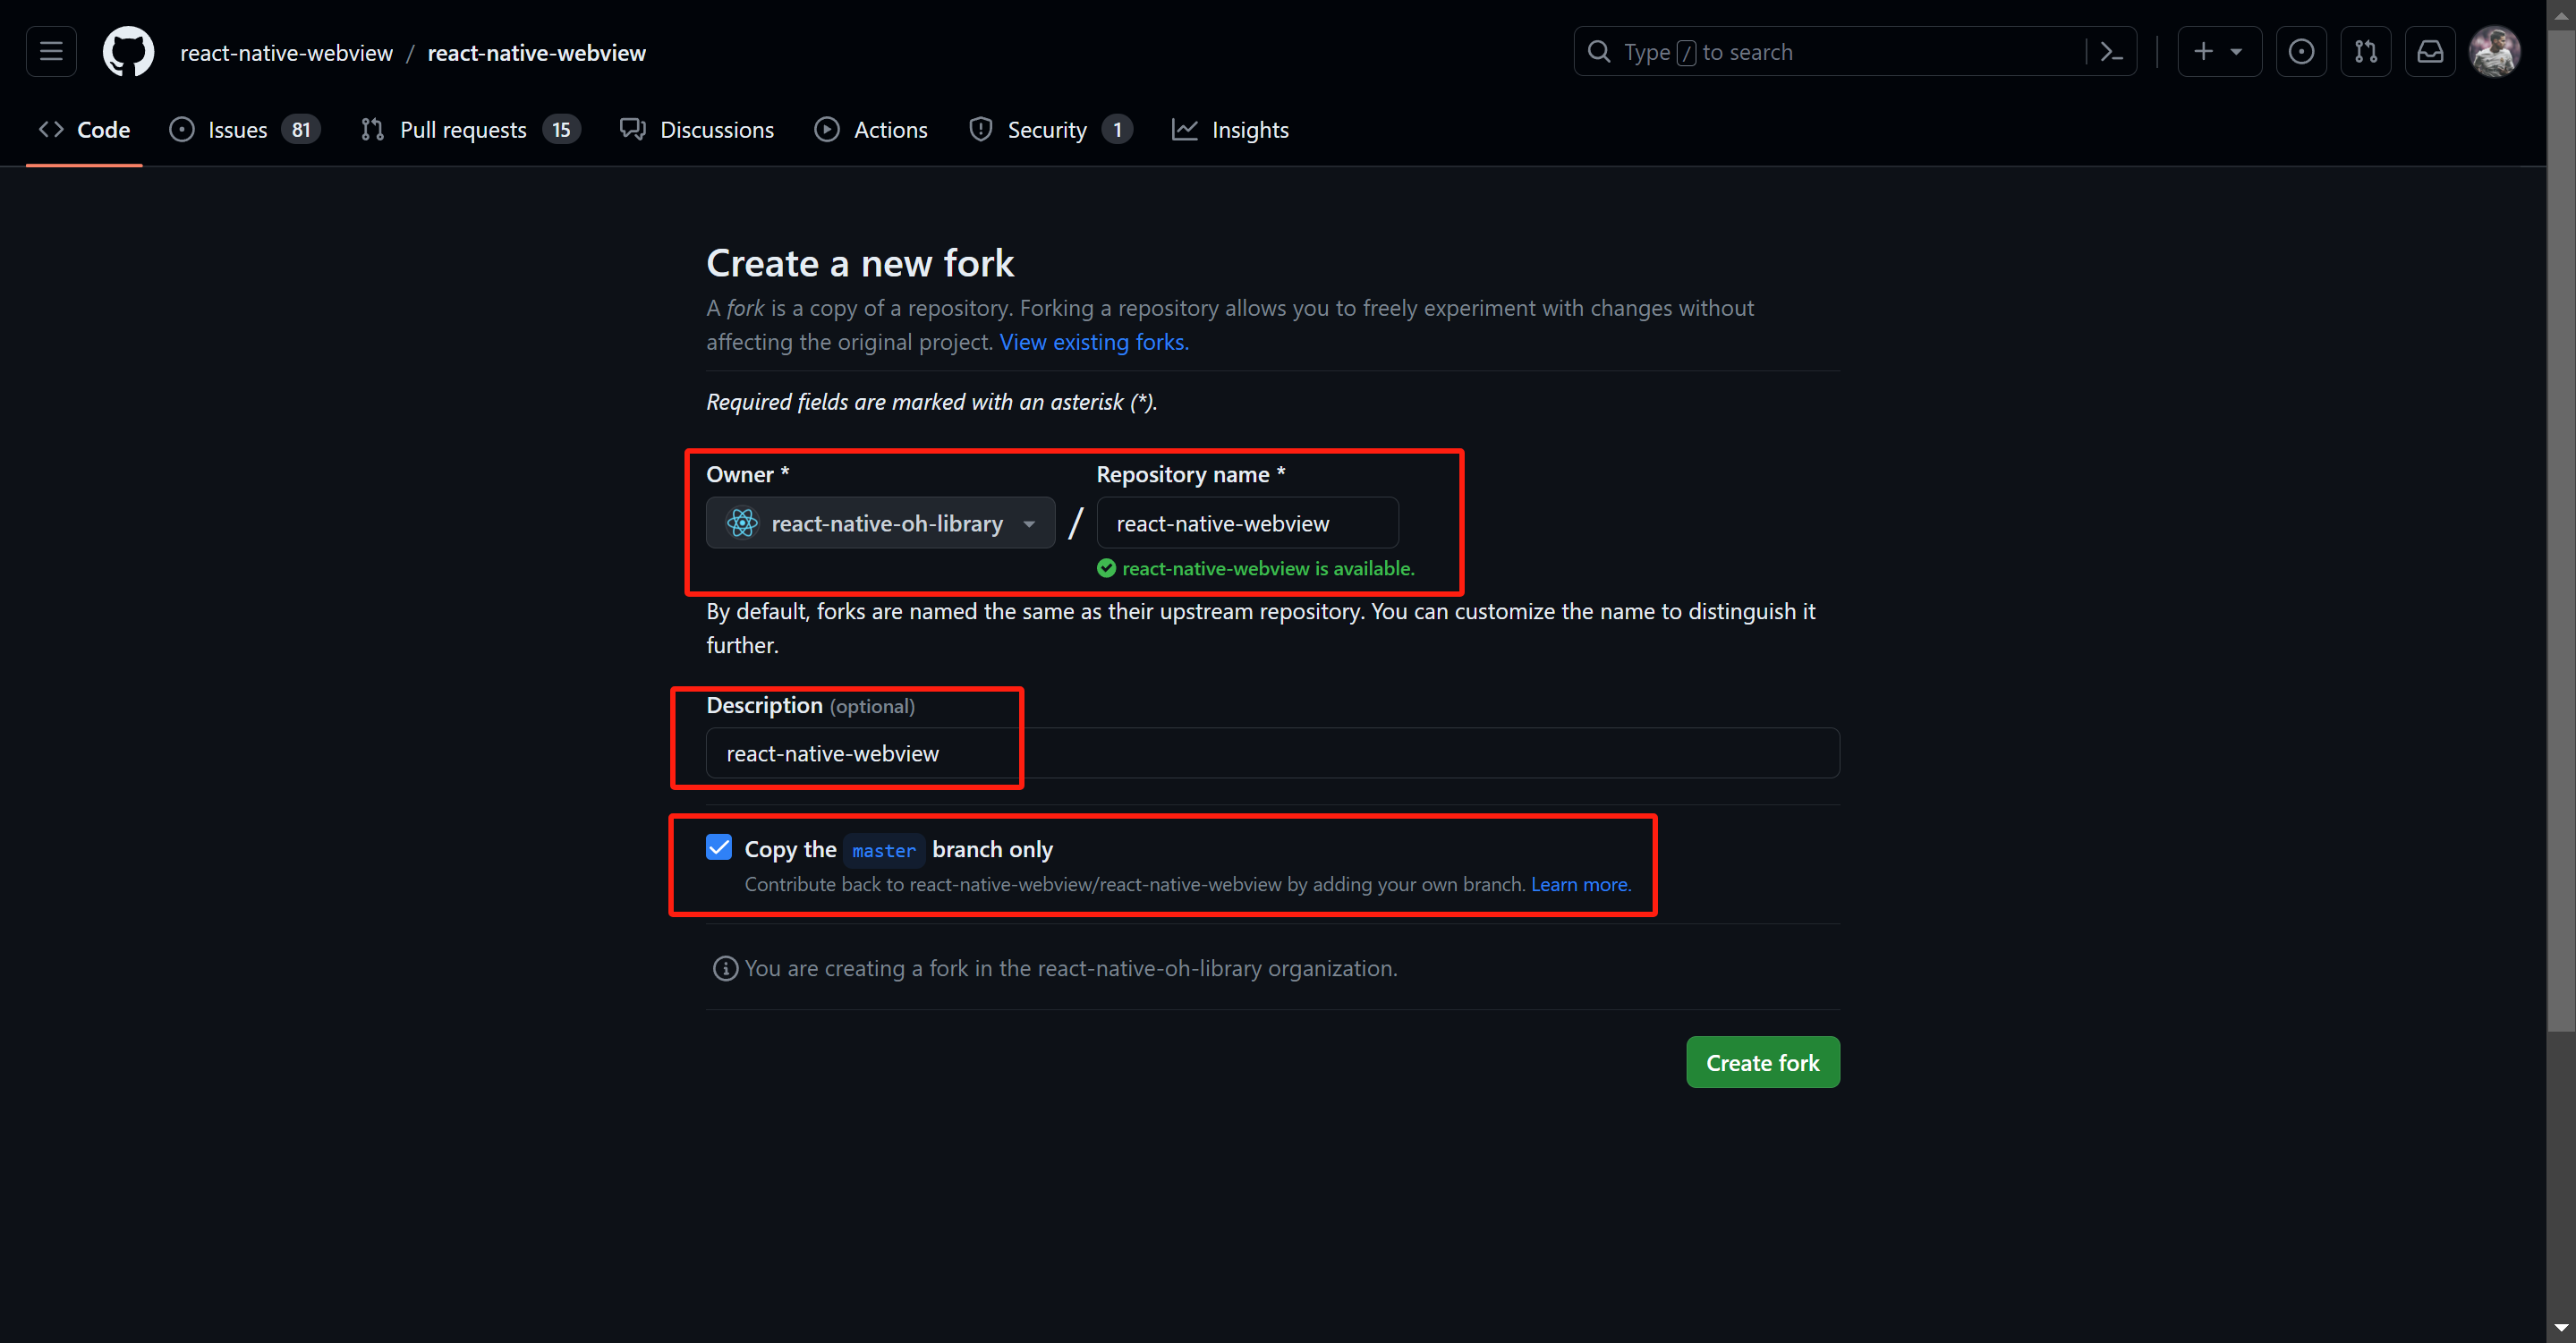 react-native-webview / react-native-webview
Type / to search
Code
Issues 81
Pull requests 15
Discussions
Actions
Security 1
Insights
Create a new fork
A fork is a copy of a repository. Forking a repository allows you to freely experiment with changes without
affecting the original project. View existing forks.
Required fields are marked with an asterisk (*).
Owner *
Repository name *
react-native-oh-library / react-native-webview
react-native-webview is available.
By default, forks are named the same as their upstream repository. You can customize the name to distinguish it
further.
Description (optional)
react-native-webview
Copy the master branch only
Contribute back to react-native-webview/react-native-webview by adding your own branch. Learn more.
You are creating a fork in the react-native-oh-library organization.
Create fork